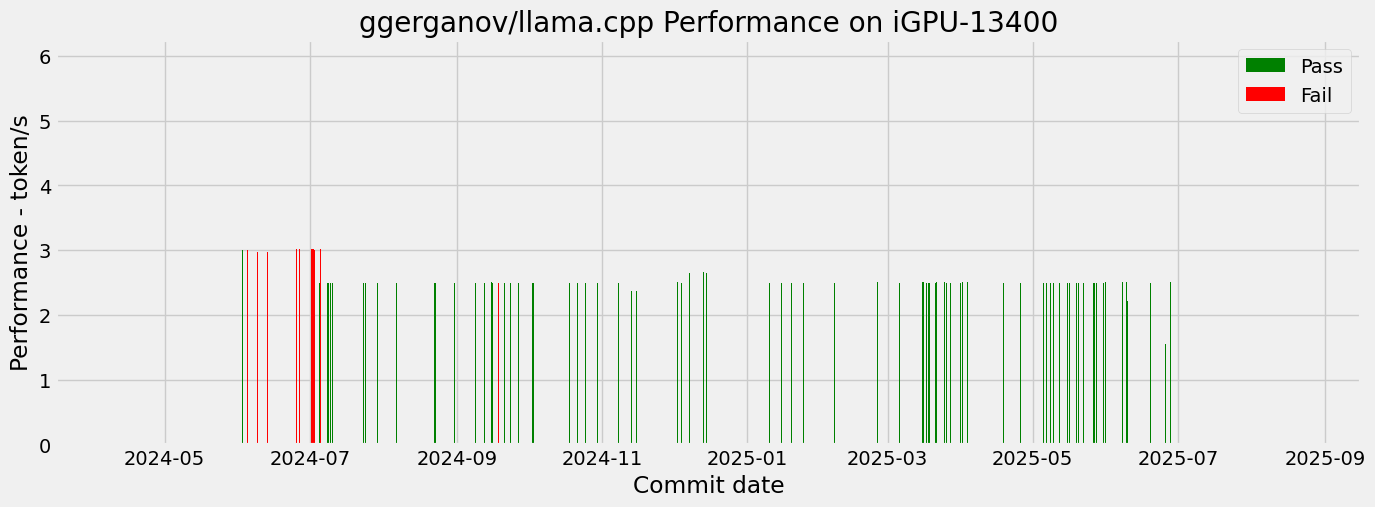 ggerganov/llama.cpp Performance on iGPU-13400
Performance - token/s
6
5
4
3
2
1
0
Pass
Fail
2024-05 2024-07 2024-09 2024-11 2025-01 2025-03 2025-05 2025-07 2025-09
Commit date